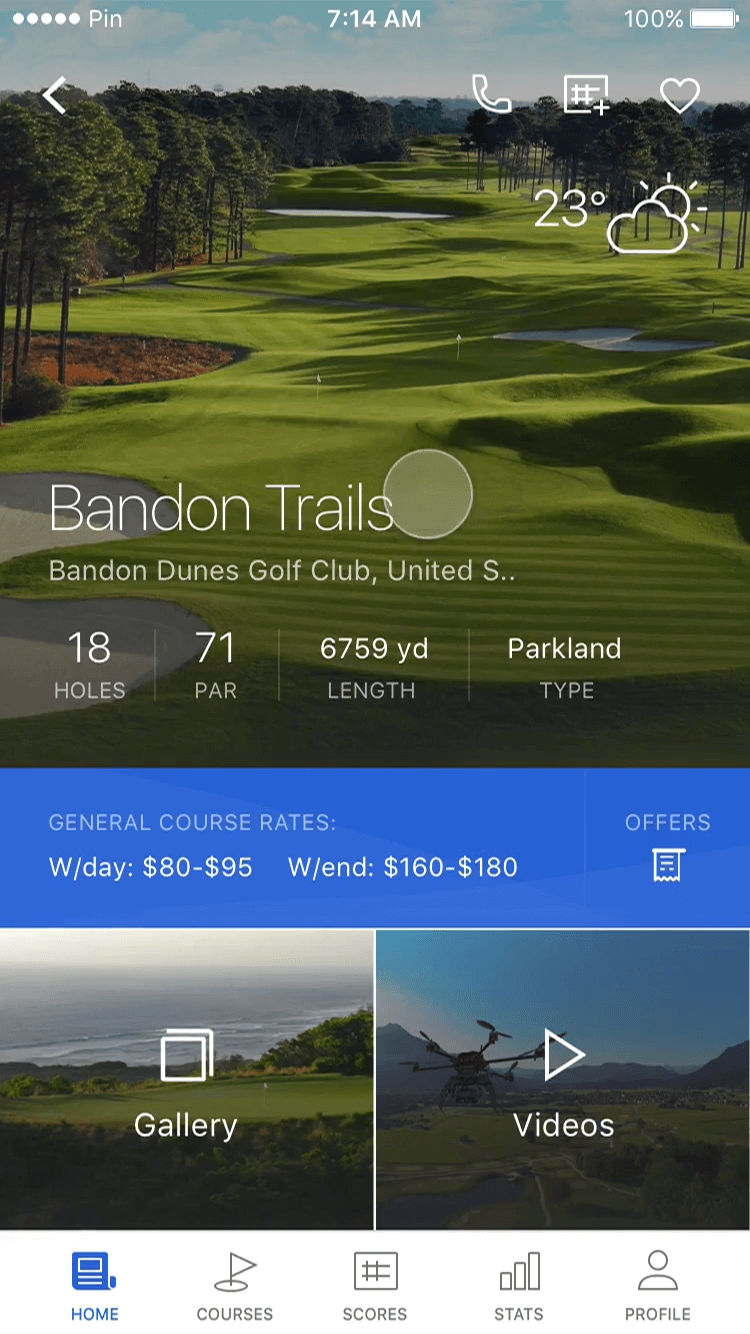 Pin 7:14 AM 100%
23°
Bandon Trails
Bandon Dunes Golf Club, United S..
18 71 6759 yd Parkland
HOLES PAR LENGTH TYPE
GENERAL COURSE RATES: OFFERS
W/day: $80-$95 W/end: $160-$180
Gallery Videos
HOME COURSES SCORES STATS PROFILE